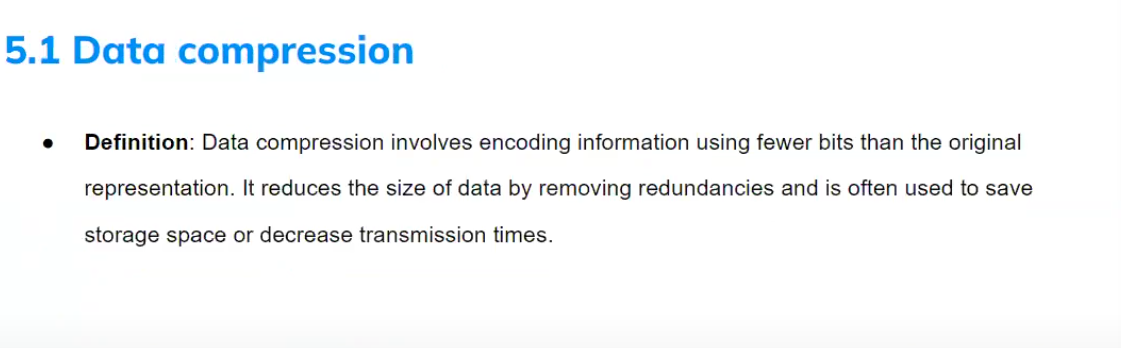 5.1 Data compression
● Definition: Data compression involves encoding information using fewer bits than the original
representation. It reduces the size of data by removing redundancies and is often used to save
storage space or decrease transmission times.